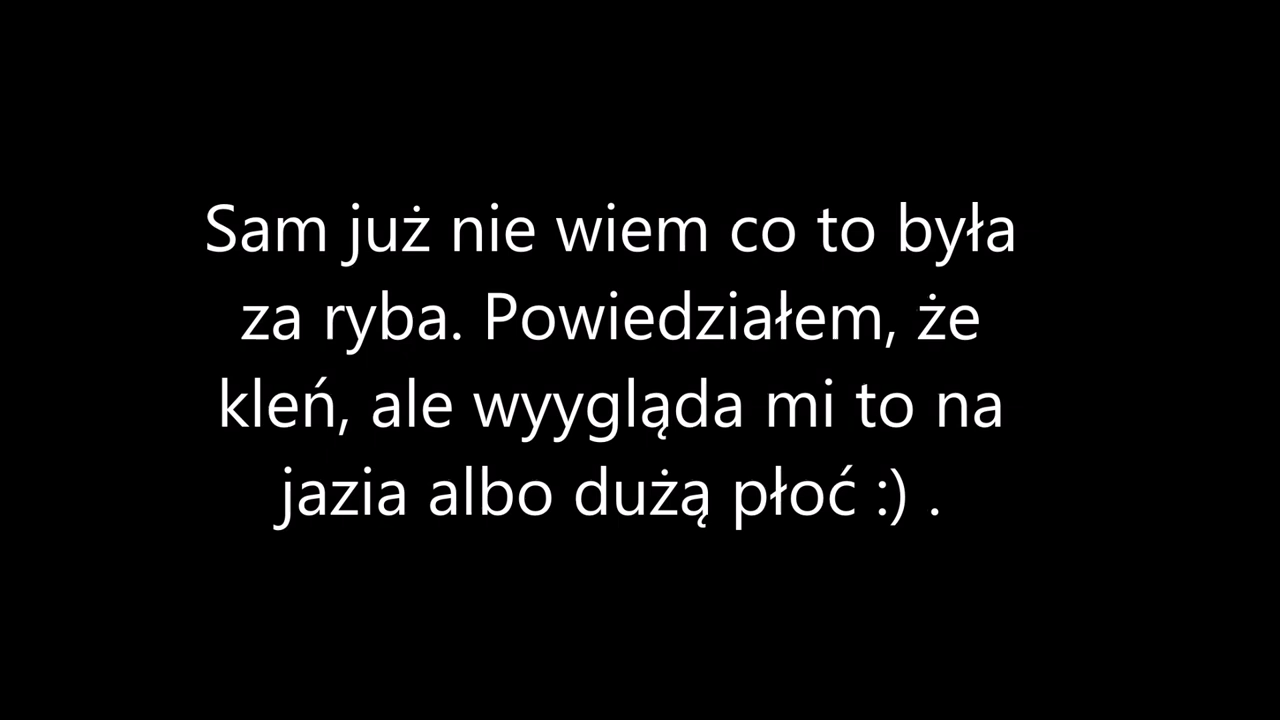 Sam już nie wiem co to była
za ryba. Powiedziałem, że
kleń, ale wyygląda mi to na
jazia albo dużą płoć :) .